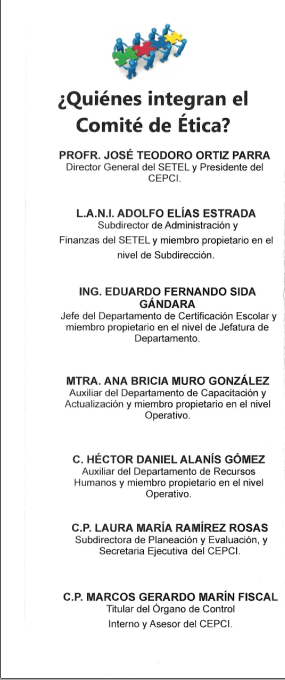 ¿Quiénes integran el
Comité de Ética?
PROFR. JOSÉ TEODORO ORTIZ PARRA
Director General del SETEL y Presidente del
CEPCI.
L.A.N.I. ADOLFO ELÍAS ESTRADA
Subdirector de Administración y
Finanzas del SETEL y miembro propietario en el
nivel de Subdirección.
ING. EDUARDO FERNANDO SIDA
GÁNDARA
Jefe del Departamento de Certificación Escolar y
miembro propietario en el nivel de Jefatura de
Departamento.
MTRA. ANA BRICIA MURO GONZÁLEZ
Auxiliar del Departamento de Capacitación y
Actualización y miembro propietario en el nivel
Operativo.
C. HÉCTOR DANIEL ALANÍS GÓMEZ
Auxiliar del Departamento de Recursos
Humanos y miembro propietario en el nivel
Operativo.
C.P. LAURA MARÍA RAMÍREZ ROSAS
Subdirectora de Planeación y Evaluación, y
Secretaria Ejecutiva del CEPCI.
C.P. MARCOS GERARDO MARÍN FISCAL
Titular del Órgano de Control
Interno y Asesor del CEPCI.